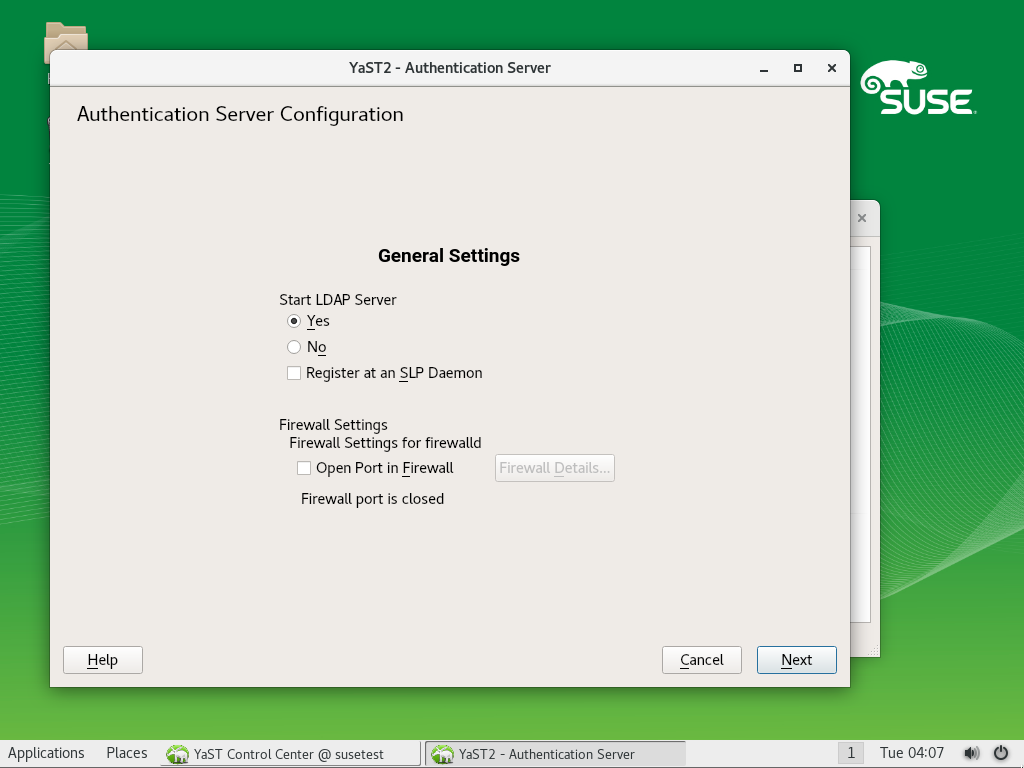 YaST2 - Authentication Server
SUSE
Authentication Server Configuration
General Settings
Start LDAP Server
Yes
No
Register at an SLP Daemon
Firewall Settings
Firewall Settings for firewalld
Open Port in Firewall
Firewall Details...
Firewall port is closed
Help
Cancel
Next
Applications
Places
YaST Control Center @ susetest
YaST2 - Authentication Server
1
Tue 04:07